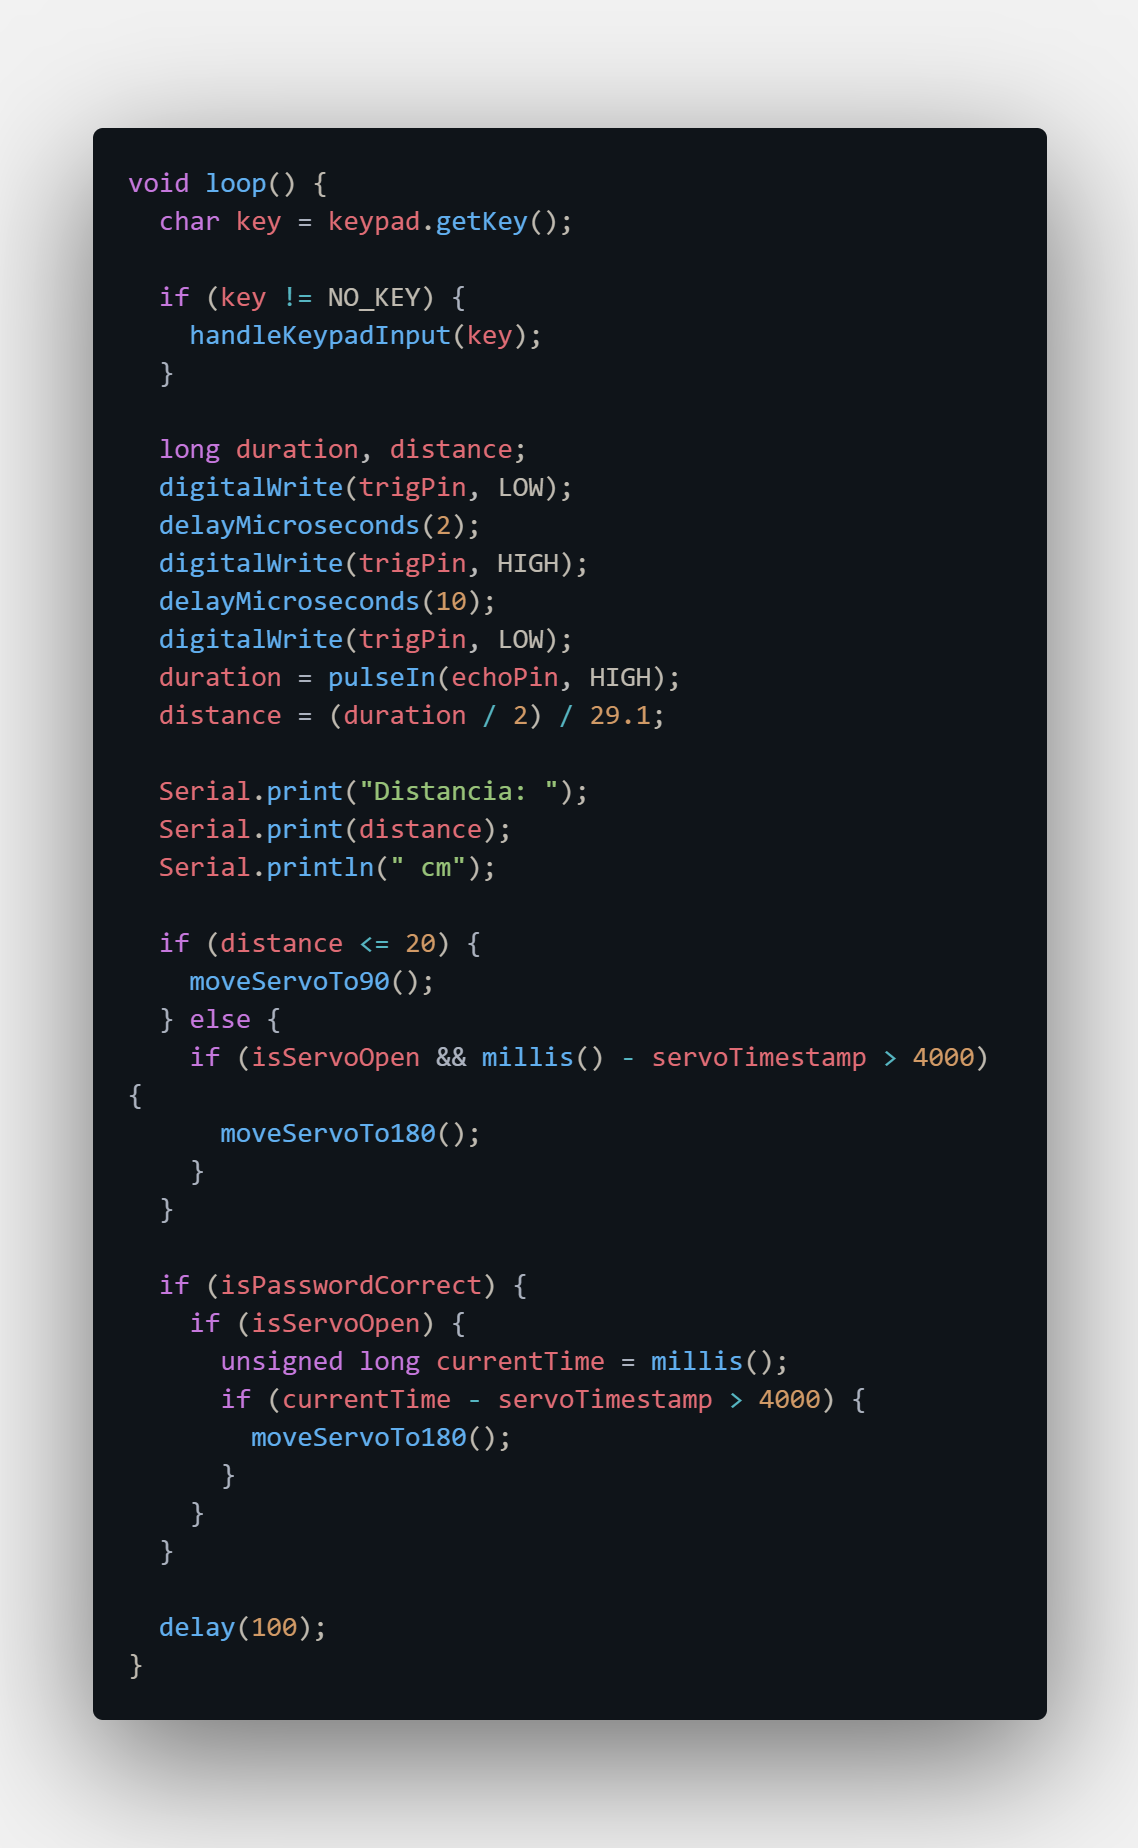 void loop() {
  char key = keypad.getKey();

  if (key != NO_KEY) {
    handleKeypadInput(key);
  }

  long duration, distance;
  digitalWrite(trigPin, LOW);
  delayMicroseconds(2);
  digitalWrite(trigPin, HIGH);
  delayMicroseconds(10);
  digitalWrite(trigPin, LOW);
  duration = pulseIn(echoPin, HIGH);
  distance = (duration / 2) / 29.1;

  Serial.print("Distancia: ");
  Serial.print(distance);
  Serial.println(" cm");

  if (distance <= 20) {
    moveServoTo90();
  } else {
    if (isServoOpen && millis() - servoTimestamp > 4000)
{
      moveServoTo180();
    }
  }

  if (isPasswordCorrect) {
    if (isServoOpen) {
      unsigned long currentTime = millis();
      if (currentTime - servoTimestamp > 4000) {
        moveServoTo180();
      }
    }
  }

  delay(100);
}